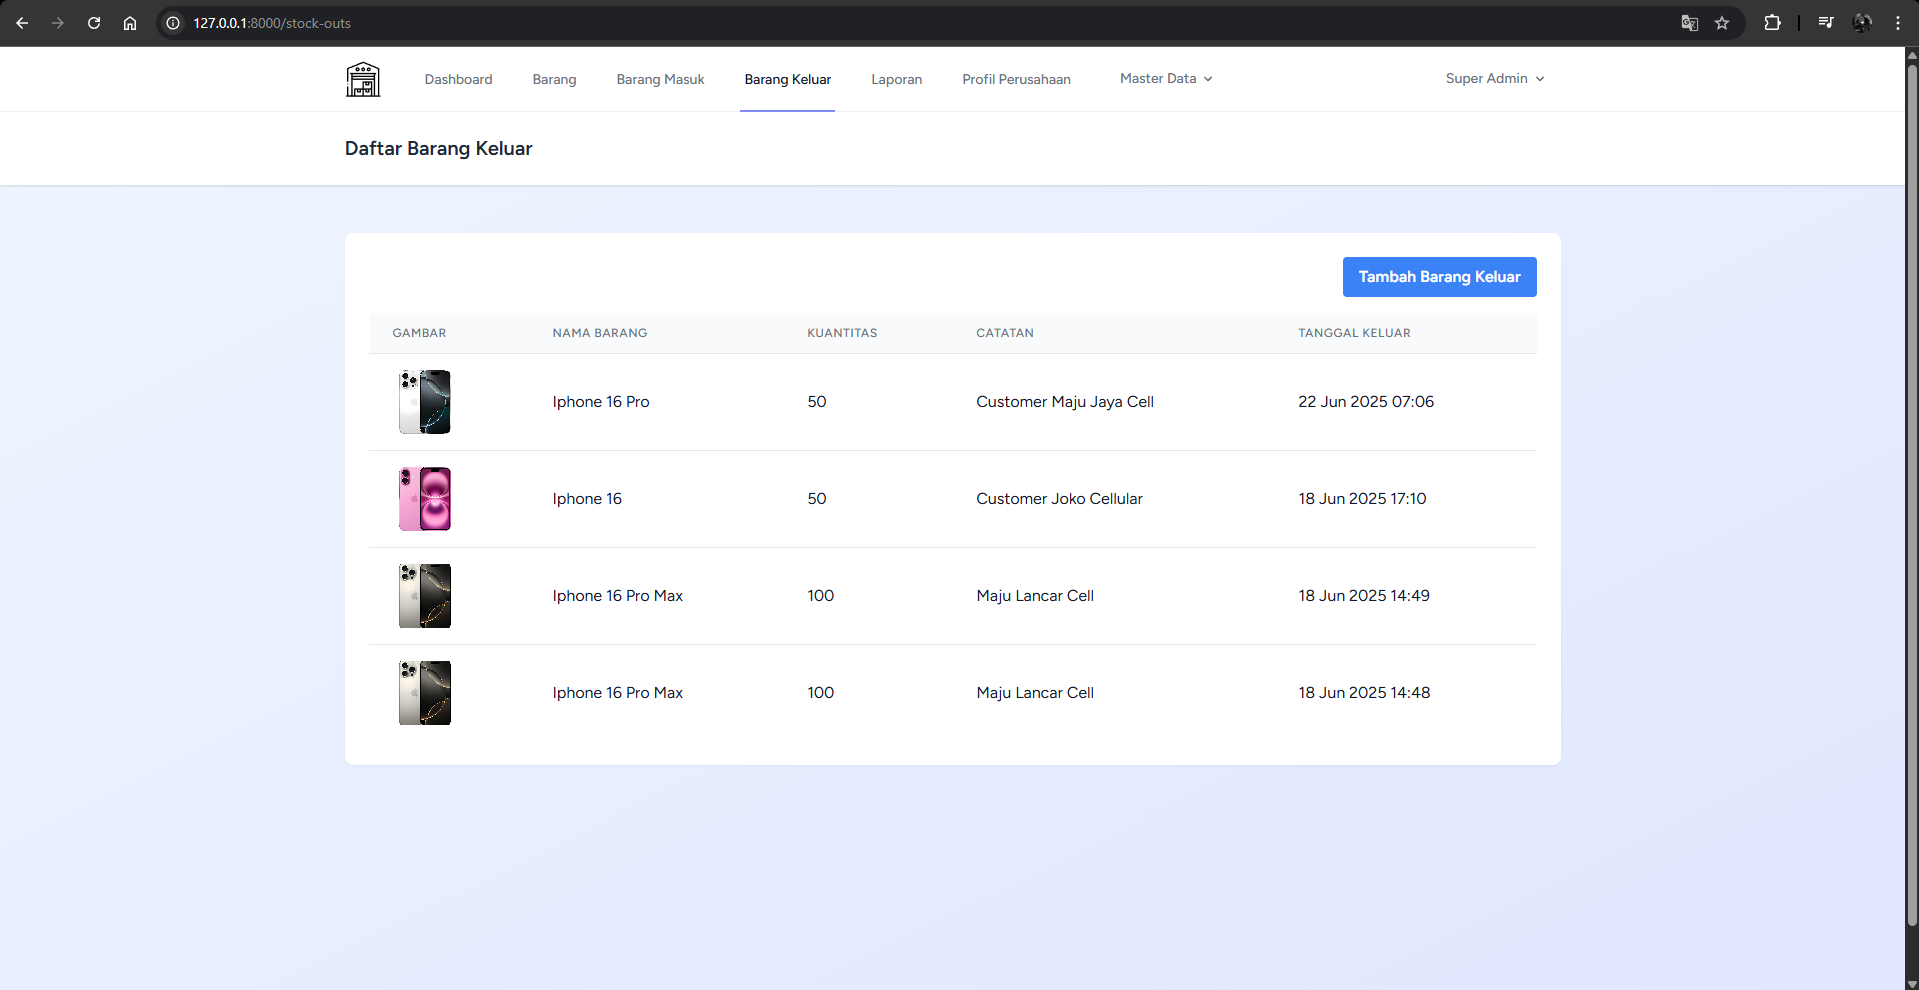 127.0.0.1:8000/stock-outs
Dashboard Barang Barang Masuk Barang Keluar Laporan Profil Perusahaan Master Data Super Admin
Daftar Barang Keluar
Tambah Barang Keluar
GAMBAR NAMA BARANG KUANTITAS CATATAN TANGGAL KELUAR
Iphone 16 Pro 50 Customer Maju Jaya Cell 22 Jun 2025 07:06
Iphone 16 50 Customer Joko Cellular 18 Jun 2025 17:10
Iphone 16 Pro Max 100 Maju Lancar Cell 18 Jun 2025 14:49
Iphone 16 Pro Max 100 Maju Lancar Cell 18 Jun 2025 14:48